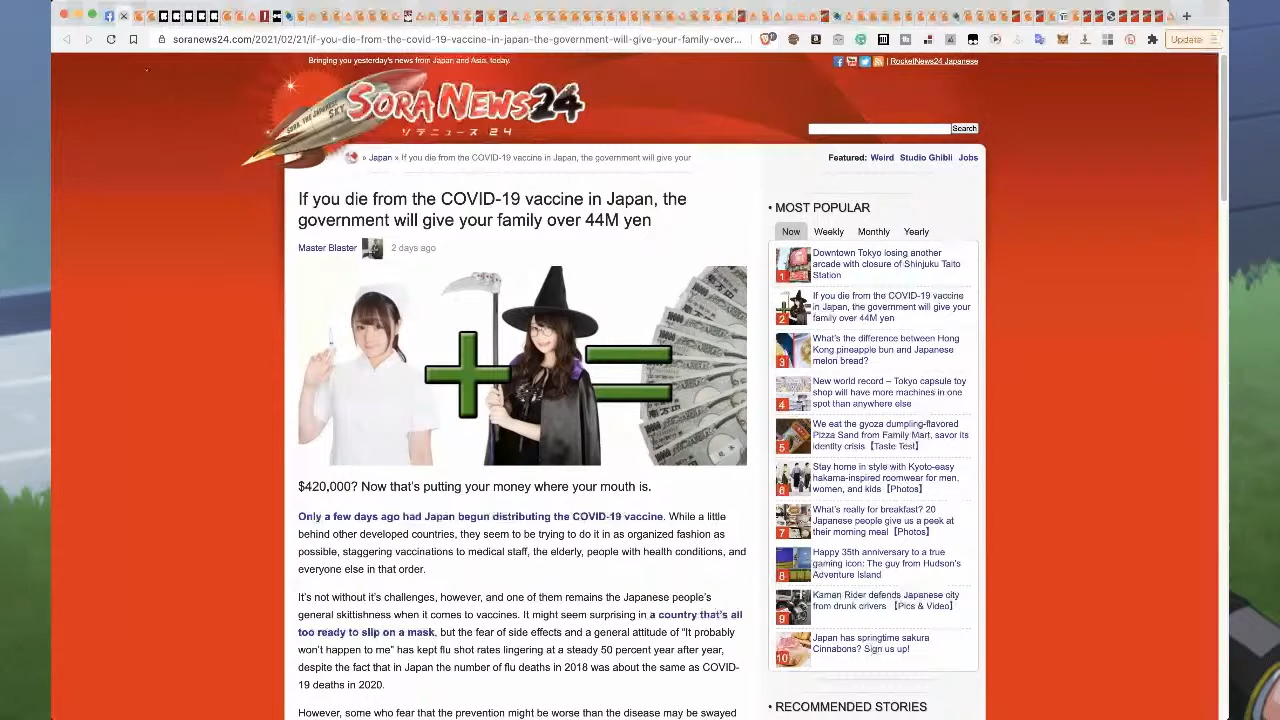 soranews24.com/2021/02/21/if-you-die-from-the-covid-19-vaccine-in-japan-the-government-will-give-your-family-over...
Update
Bringing you yesterday's news from Japan and Asia, today.
| RocketNews24 Japanese
SORA, THE JAPANESE SKY
SORA NEWS24
ソラニュース24
Search
» Japan » If you die from the COVID-19 vaccine in Japan, the government will give your
Featured: Weird Studio Ghibli Jobs
If you die from the COVID-19 vaccine in Japan, the
government will give your family over 44M yen
Master Blaster 2 days ago
$420,000? Now that's putting your money where your mouth is.
Only a few days ago had Japan begun distributing the COVID-19 vaccine. While a little
behind other developed countries, they seem to be trying to do it in as organized fashion as
possible, staggering vaccinations to medical staff, the elderly, people with health conditions, and
everyone else in that order.
It's not without it's challenges, however, and one of them remains the Japanese people's
general skittishness when it comes to vaccines. It might seem surprising in a country that's all
too ready to slip on a mask, but the fear of side effects and a general attitude of "It probably
won't happen to me" has kept flu shot rates lingering at a steady 50 percent year after year,
despite the fact that in Japan the number of flu deaths in 2018 was about the same as COVID-
19 deaths in 2020.
However, some who fear that the prevention might be worse than the disease may be swayed
• MOST POPULAR
Now Weekly Monthly Yearly
1
Downtown Tokyo losing another
arcade with closure of Shinjuku Taito
Station
2
If you die from the COVID-19 vaccine
in Japan, the government will give your
family over 44M yen
3
What's the difference between Hong
Kong pineapple bun and Japanese
melon bread?
4
New world record – Tokyo capsule toy
shop will have more machines in one
spot than anywhere else
5
We eat the gyoza dumpling-flavored
Pizza Sand from Family Mart, savor its
identity crisis【Taste Test】
6
Stay home in style with Kyoto-easy
hakama-inspired roomwear for men,
women, and kids【Photos】
7
What's really for breakfast? 20
Japanese people give us a peek at
their morning meal【Photos】
8
Happy 35th anniversary to a true
gaming icon: The guy from Hudson's
Adventure Island
9
Kamen Rider defends Japanese city
from drunk drivers 【Pics & Video】
10
Japan has springtime sakura
Cinnabons? Sign us up!
• RECOMMENDED STORIES